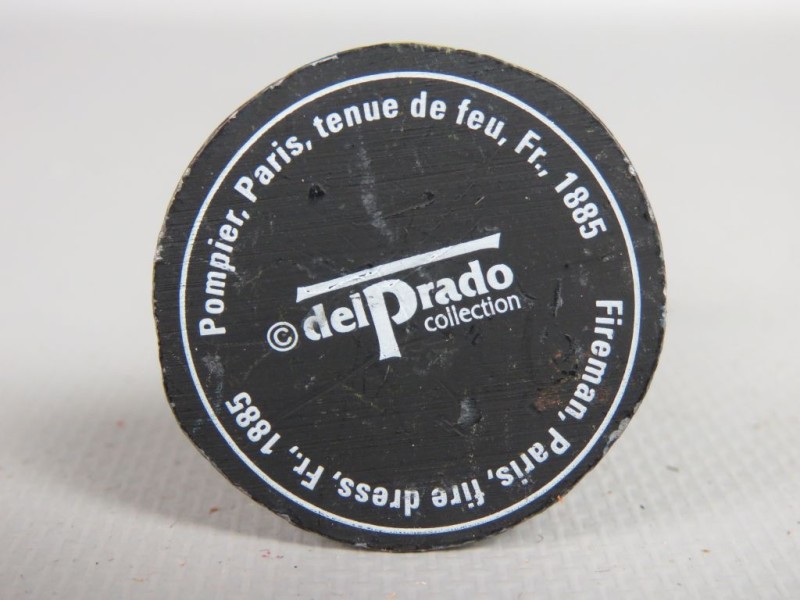 Pompier, Paris, tenue de feu, Fr., 1885
© delPrado
collection
Fireman, Paris, fire dress, Fr., 1885